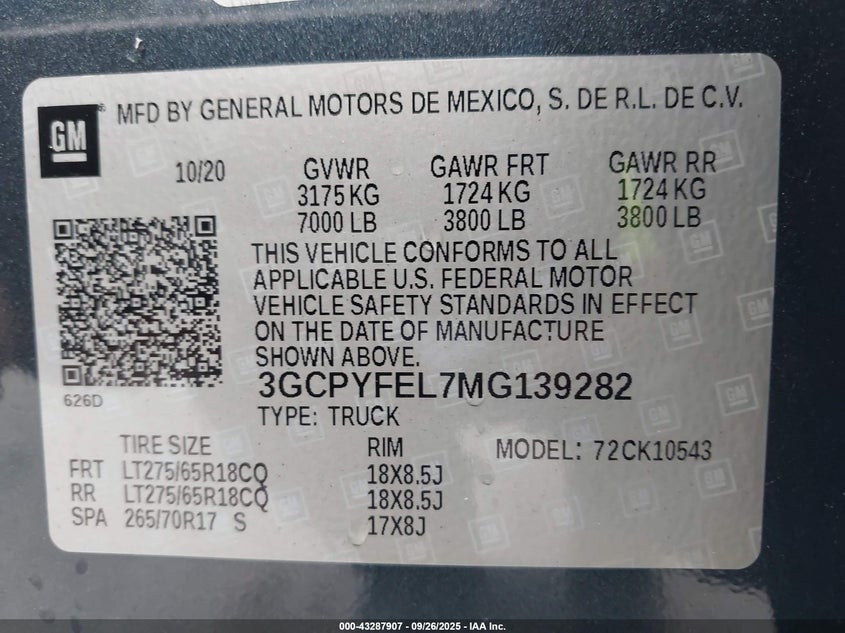 GM
MFD BY GENERAL MOTORS DE MEXICO, S. DE R.L. DE C.V.
10/20 GVWR GAWR FRT GAWR RR
3175 KG 1724 KG 1724 KG
7000 LB 3800 LB 3800 LB
THIS VEHICLE CONFORMS TO ALL
APPLICABLE U.S. FEDERAL MOTOR
VEHICLE SAFETY STANDARDS IN EFFECT
ON THE DATE OF MANUFACTURE
SHOWN ABOVE.
3GCPYFEL7MG139282
626D
TYPE: TRUCK
TIRE SIZE RIM MODEL: 72CK10543
FRT LT275/65R18CQ 18X8.5J
RR LT275/65R18CQ 18X8.5J
SPA 265/70R17 S 17X8J
000-43287907 - 09/26/2025 - IAA Inc.